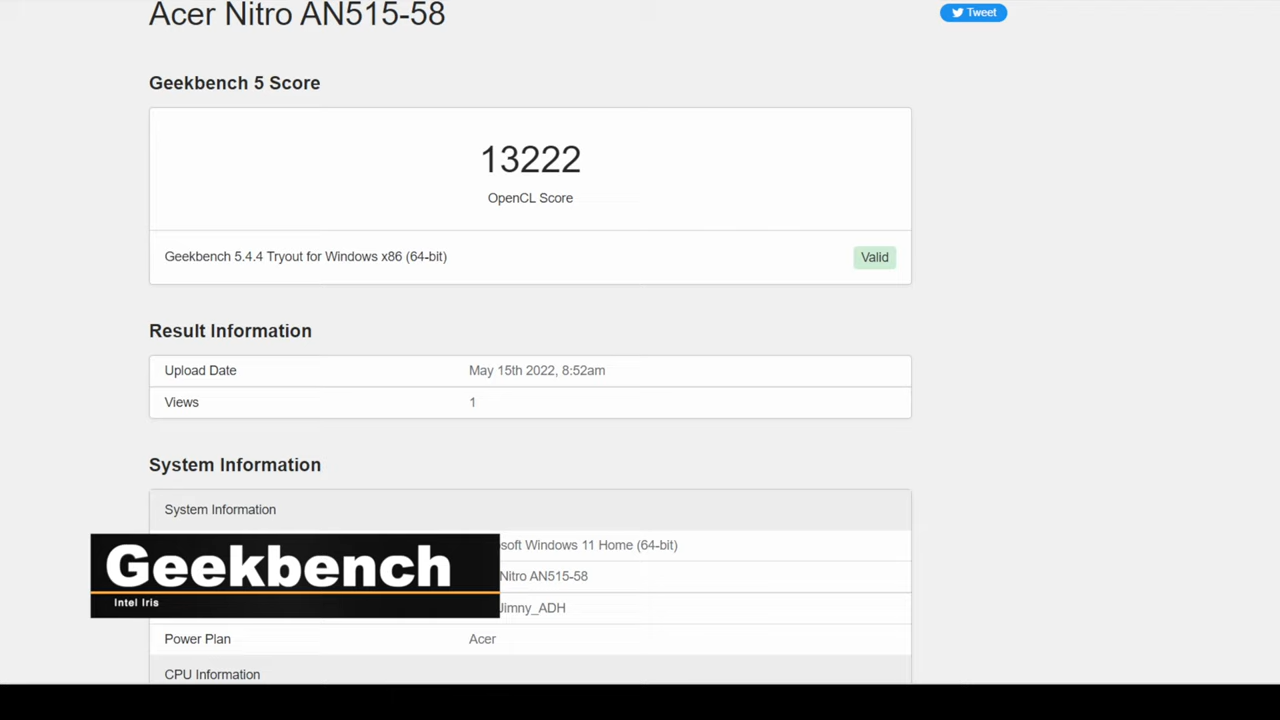 Acer Nitro AN515-58
Tweet
Geekbench 5 Score
13222
OpenCL Score
Geekbench 5.4.4 Tryout for Windows x86 (64-bit)
Valid
Result Information
Upload Date May 15th 2022, 8:52am
Views 1
System Information
System Information
soft Windows 11 Home (64-bit)
Nitro AN515-58
Jimny_ADH
Geekbench
Intel Iris
Power Plan Acer
CPU Information